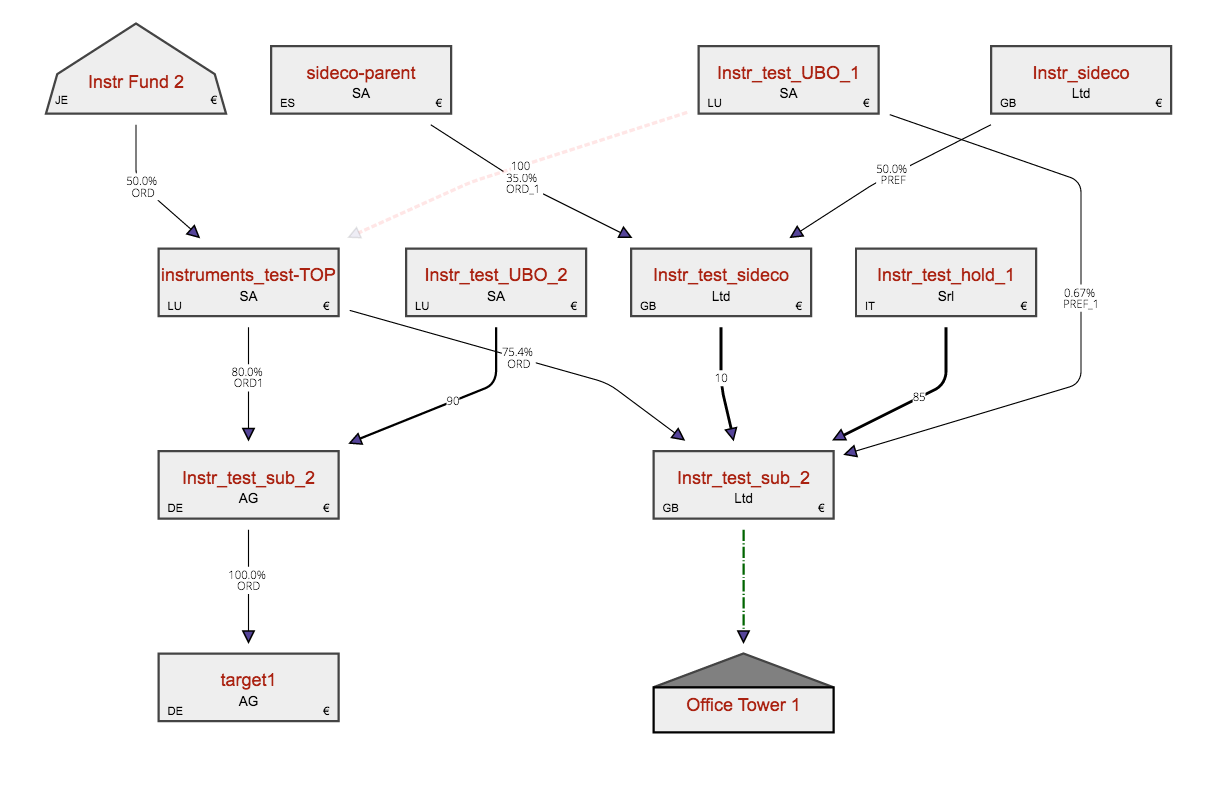 Instr Fund 2
JE
€
sideco-parent
SA
ES
€
Instr_test_UBO_1
SA
LU
€
Instr_sideco
Ltd
GB
€
100
35.0%
ORD_1
50.0%
PREF
50.0%
ORD
instruments_test-TOP
SA
LU
€
Instr_test_UBO_2
SA
LU
€
Instr_test_sideco
Ltd
GB
€
Instr_test_hold_1
Srl
IT
€
0.67%
PREF_1
75.4%
ORD
80.0%
ORD1
10
85
90
Instr_test_sub_2
AG
DE
€
Instr_test_sub_2
Ltd
GB
€
100.0%
ORD
target1
AG
DE
€
Office Tower 1